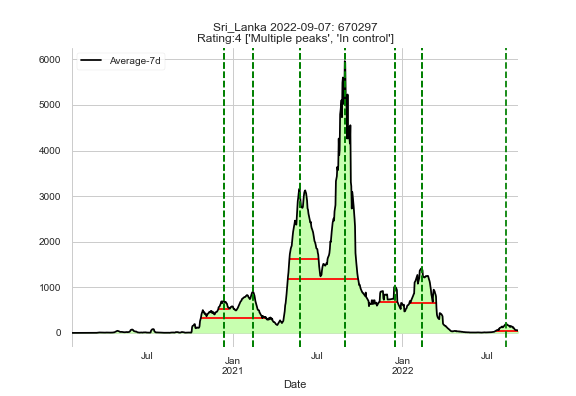 Sri_Lanka 2022-09-07: 670297
Rating:4 ['Multiple peaks', 'In control']
Average-7d
6000
5000
4000
3000
2000
1000
0
Jul
Jan
2021
Jul
Jan
2022
Jul
Date